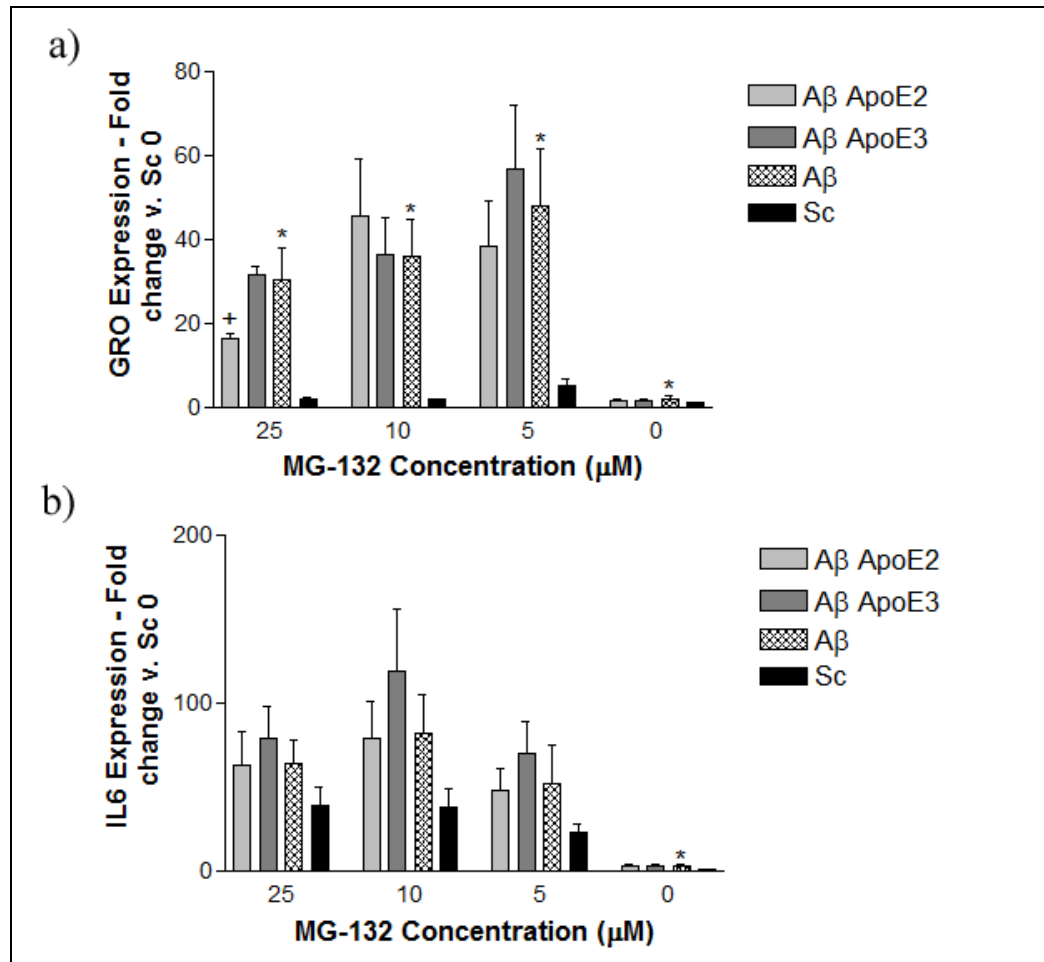 a)
GRO Expression - Fold
change v. Sc 0
80
60
40
20
0
+
*
*
*
*
25
10
5
0
MG-132 Concentration (μM)
Aβ ApoE2
Aβ ApoE3
Aβ
Sc
b)
IL6 Expression - Fold
change v. Sc 0
200
100
0
*
25
10
5
0
MG-132 Concentration (μM)
Aβ ApoE2
Aβ ApoE3
Aβ
Sc